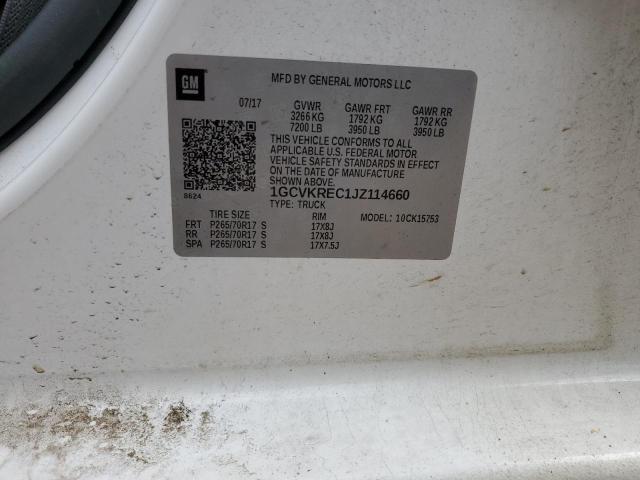 GM
MFD BY GENERAL MOTORS LLC
07/17 GVWR GAWR FRT GAWR RR
3266 KG 1792 KG 1792 KG
7200 LB 3950 LB 3950 LB
THIS VEHICLE CONFORMS TO ALL
APPLICABLE U.S. FEDERAL MOTOR
VEHICLE SAFETY STANDARDS IN EFFECT
ON THE DATE OF MANUFACTURE
SHOWN ABOVE.
8624 1GCVKREC1JZ114660
TYPE: TRUCK
TIRE SIZE RIM MODEL: 10CK15753
FRT P265/70R17 S 17X8J
RR P265/70R17 S 17X8J
SPA P265/70R17 S 17X7.5J